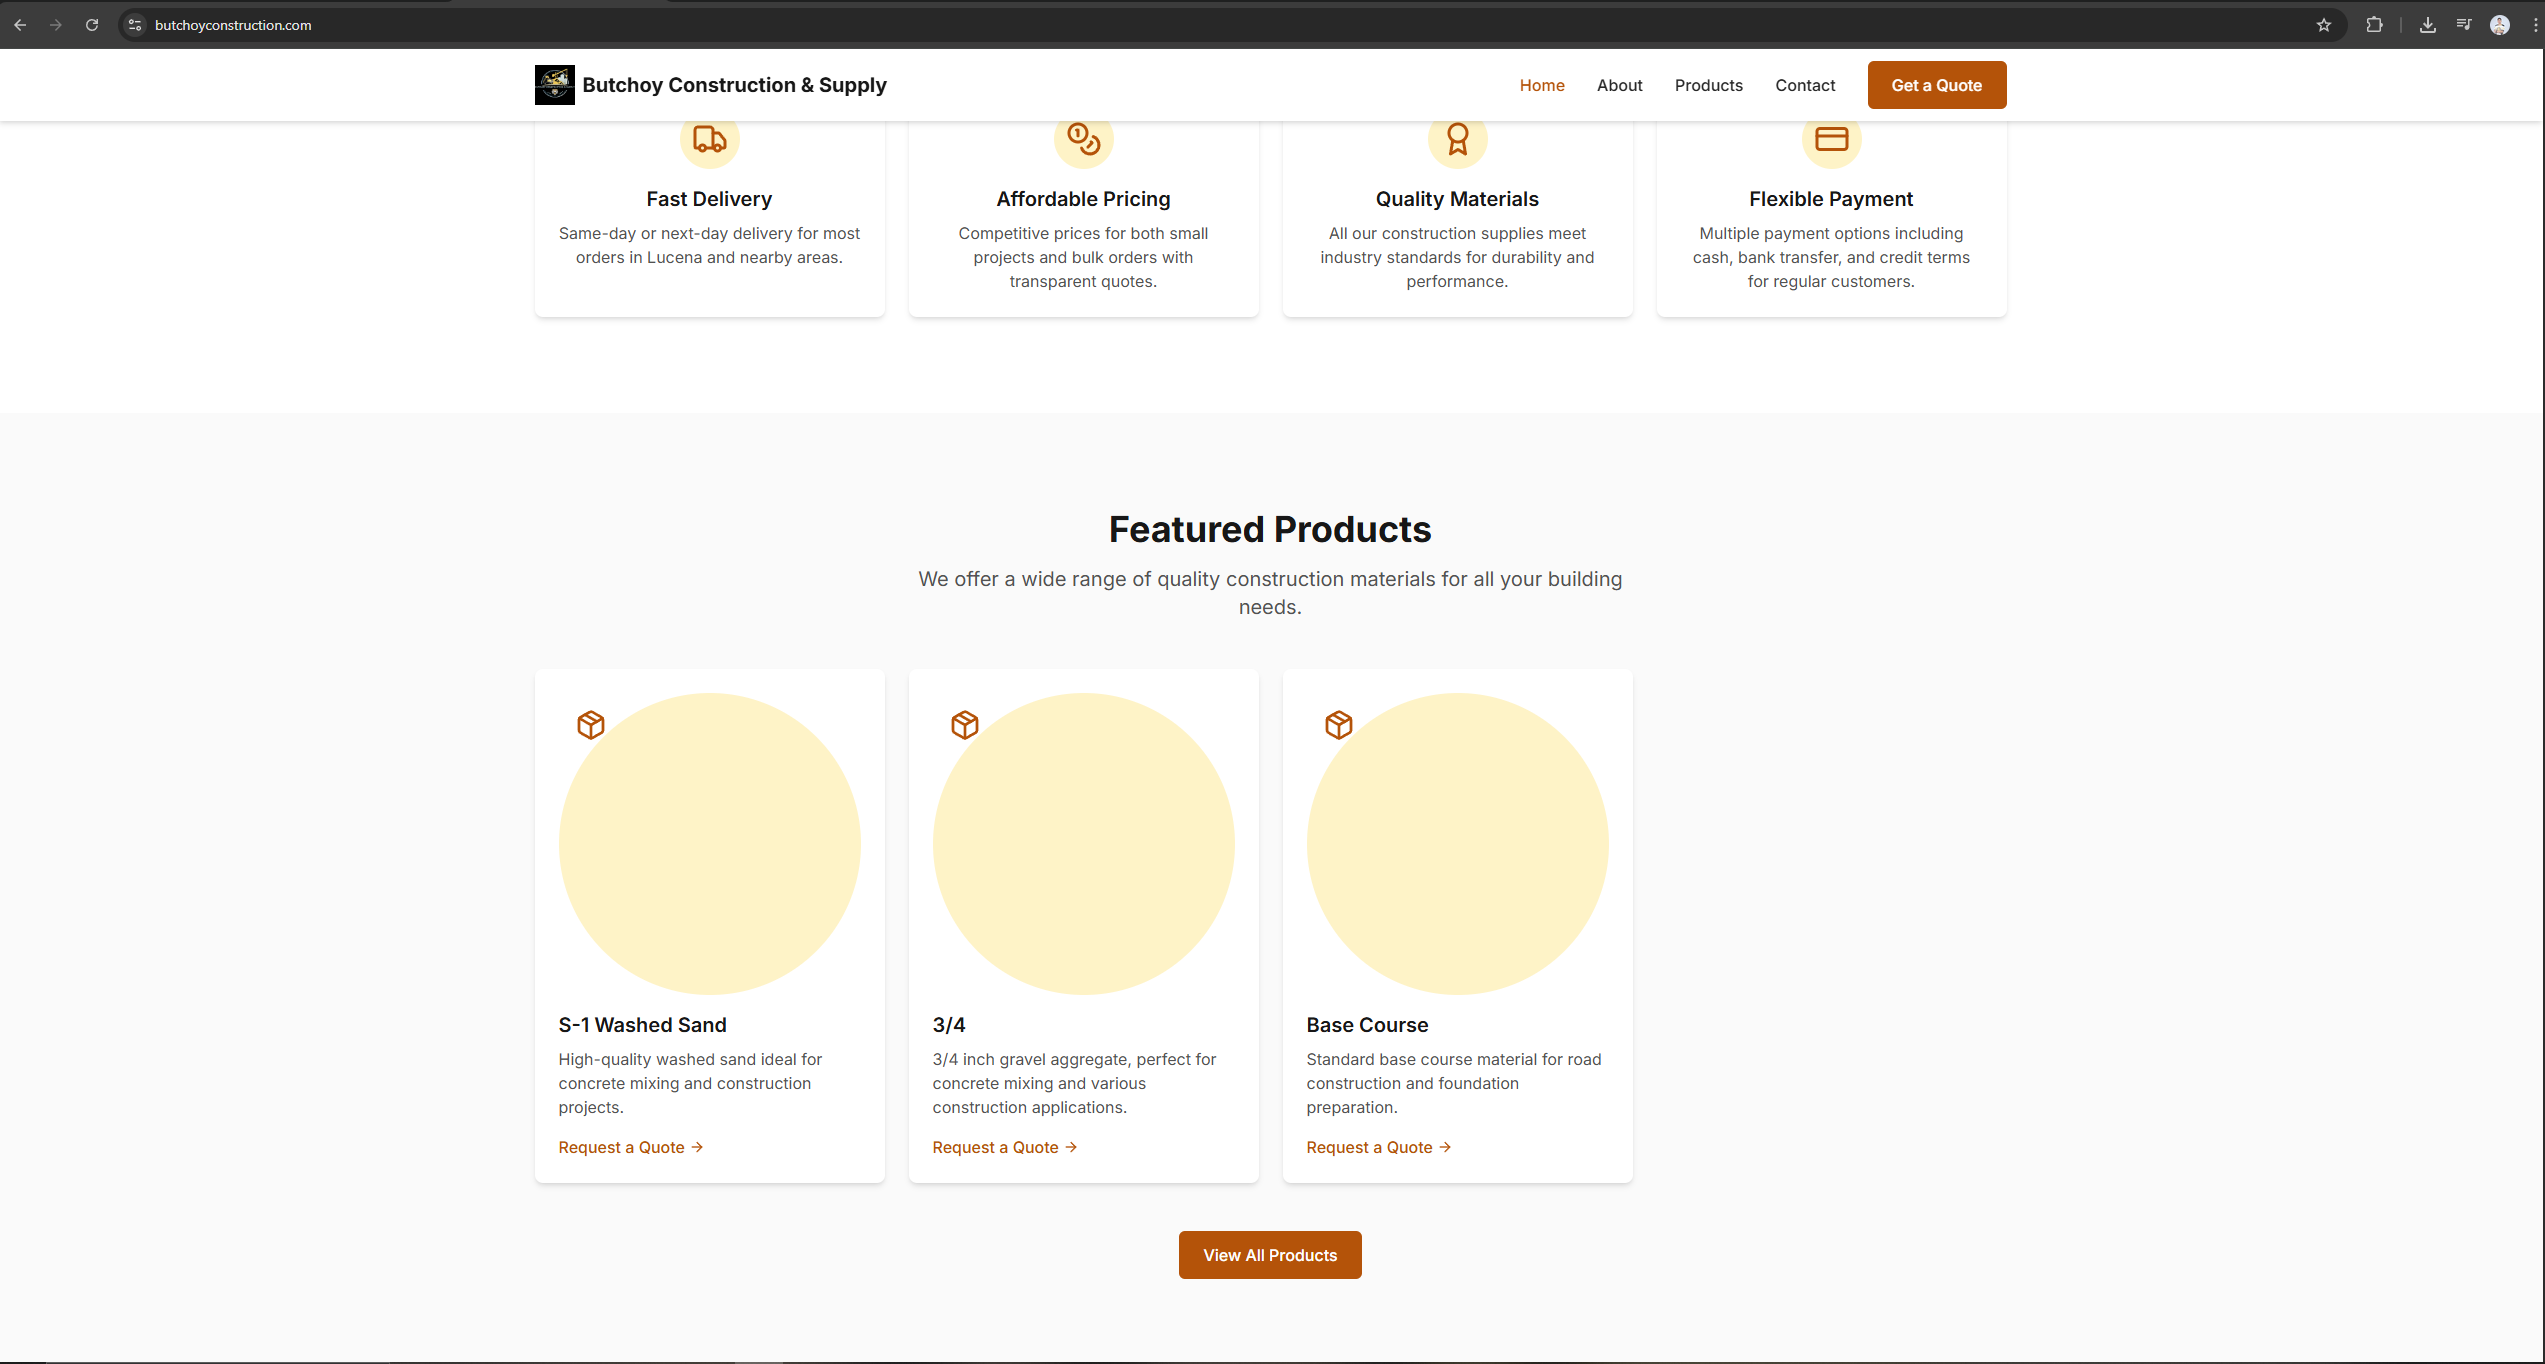 butchoyconstruction.com
Butchoy Construction & Supply
Home
About
Products
Contact
Get a Quote
Fast Delivery
Same-day or next-day delivery for most
orders in Lucena and nearby areas.
Affordable Pricing
Competitive prices for both small
projects and bulk orders with
transparent quotes.
Quality Materials
All our construction supplies meet
industry standards for durability and
performance.
Flexible Payment
Multiple payment options including
cash, bank transfer, and credit terms
for regular customers.
Featured Products
We offer a wide range of quality construction materials for all your building
needs.
S-1 Washed Sand
High-quality washed sand ideal for
concrete mixing and construction
projects.
Request a Quote →
3/4
3/4 inch gravel aggregate, perfect for
concrete mixing and various
construction applications.
Request a Quote →
Base Course
Standard base course material for road
construction and foundation
preparation.
Request a Quote →
View All Products